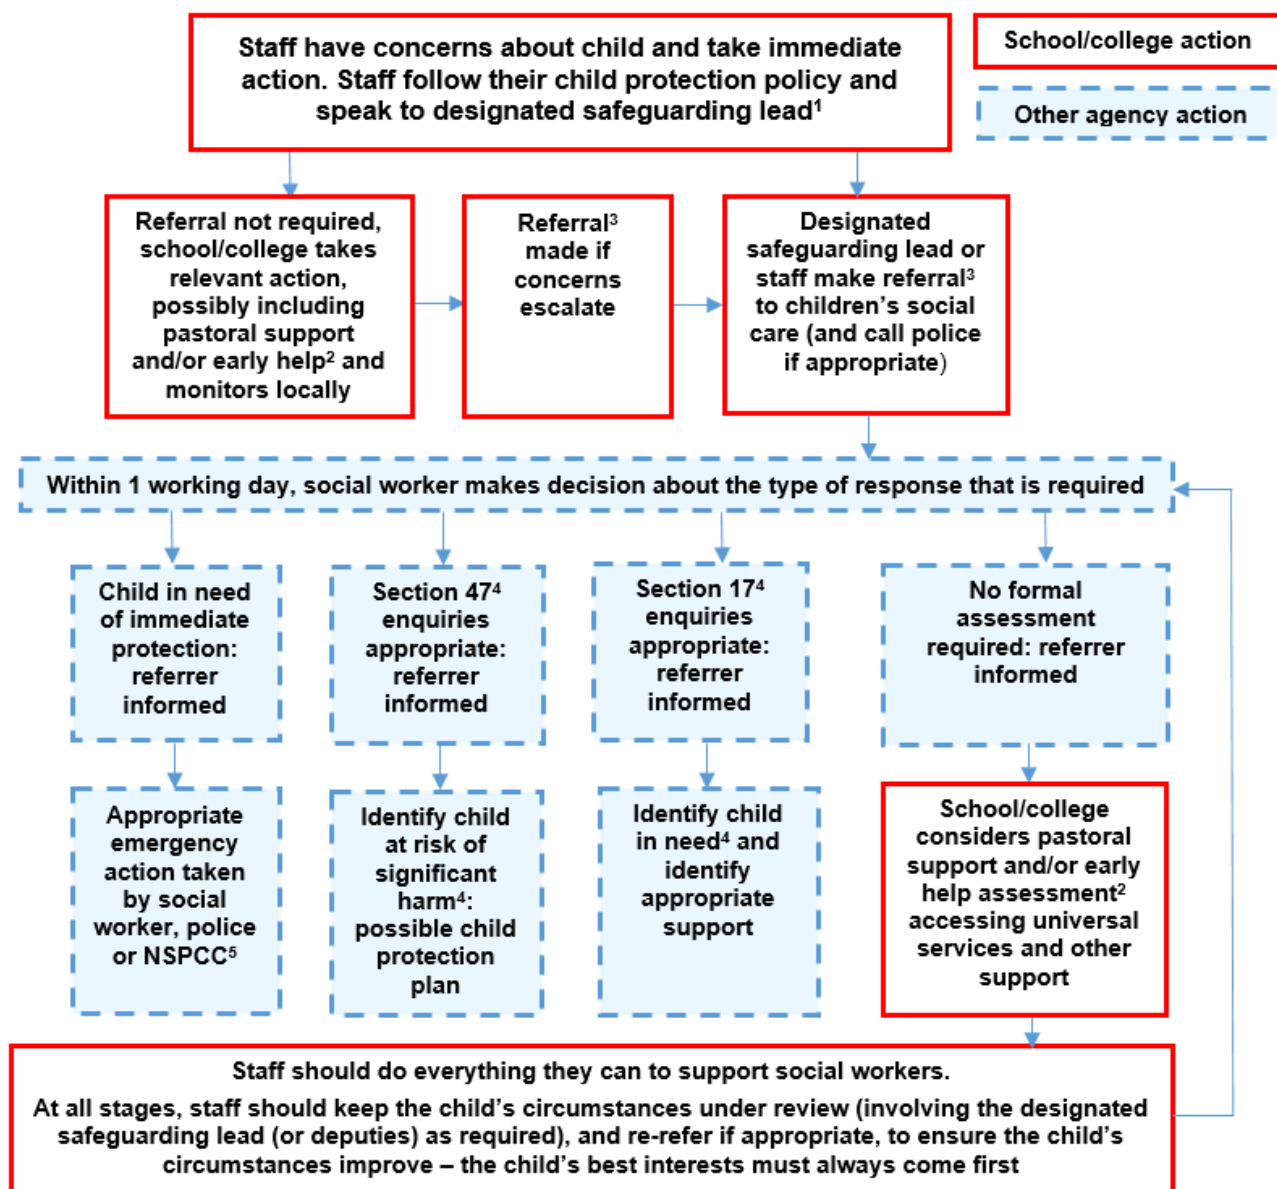 Staff have concerns about child and take immediate
action. Staff follow their child protection policy and
speak to designated safeguarding lead¹
School/college action
Other agency action
Referral not required,
school/college takes
relevant action,
possibly including
pastoral support
and/or early help² and
monitors locally
Referral³
made if
concerns
escalate
Designated
safeguarding lead or
staff make referral³
to children’s social
care (and call police
if appropriate)
Within 1 working day, social worker makes decision about the type of response that is required
Child in need
of immediate
protection:
referrer
informed
Section 47⁴
enquiries
appropriate:
referrer
informed
Section 17⁴
enquiries
appropriate:
referrer
informed
No formal
assessment
required: referrer
informed
Appropriate
emergency
action taken
by social
worker, police
or NSPCC⁵
Identify child
at risk of
significant
harm⁴:
possible child
protection
plan
Identify child
in need⁴ and
identify
appropriate
support
School/college
considers pastoral
support and/or early
help assessment²
accessing universal
services and other
support
Staff should do everything they can to support social workers.
At all stages, staff should keep the child’s circumstances under review (involving the designated
safeguarding lead (or deputies) as required), and re-refer if appropriate, to ensure the child’s
circumstances improve – the child’s best interests must always come first